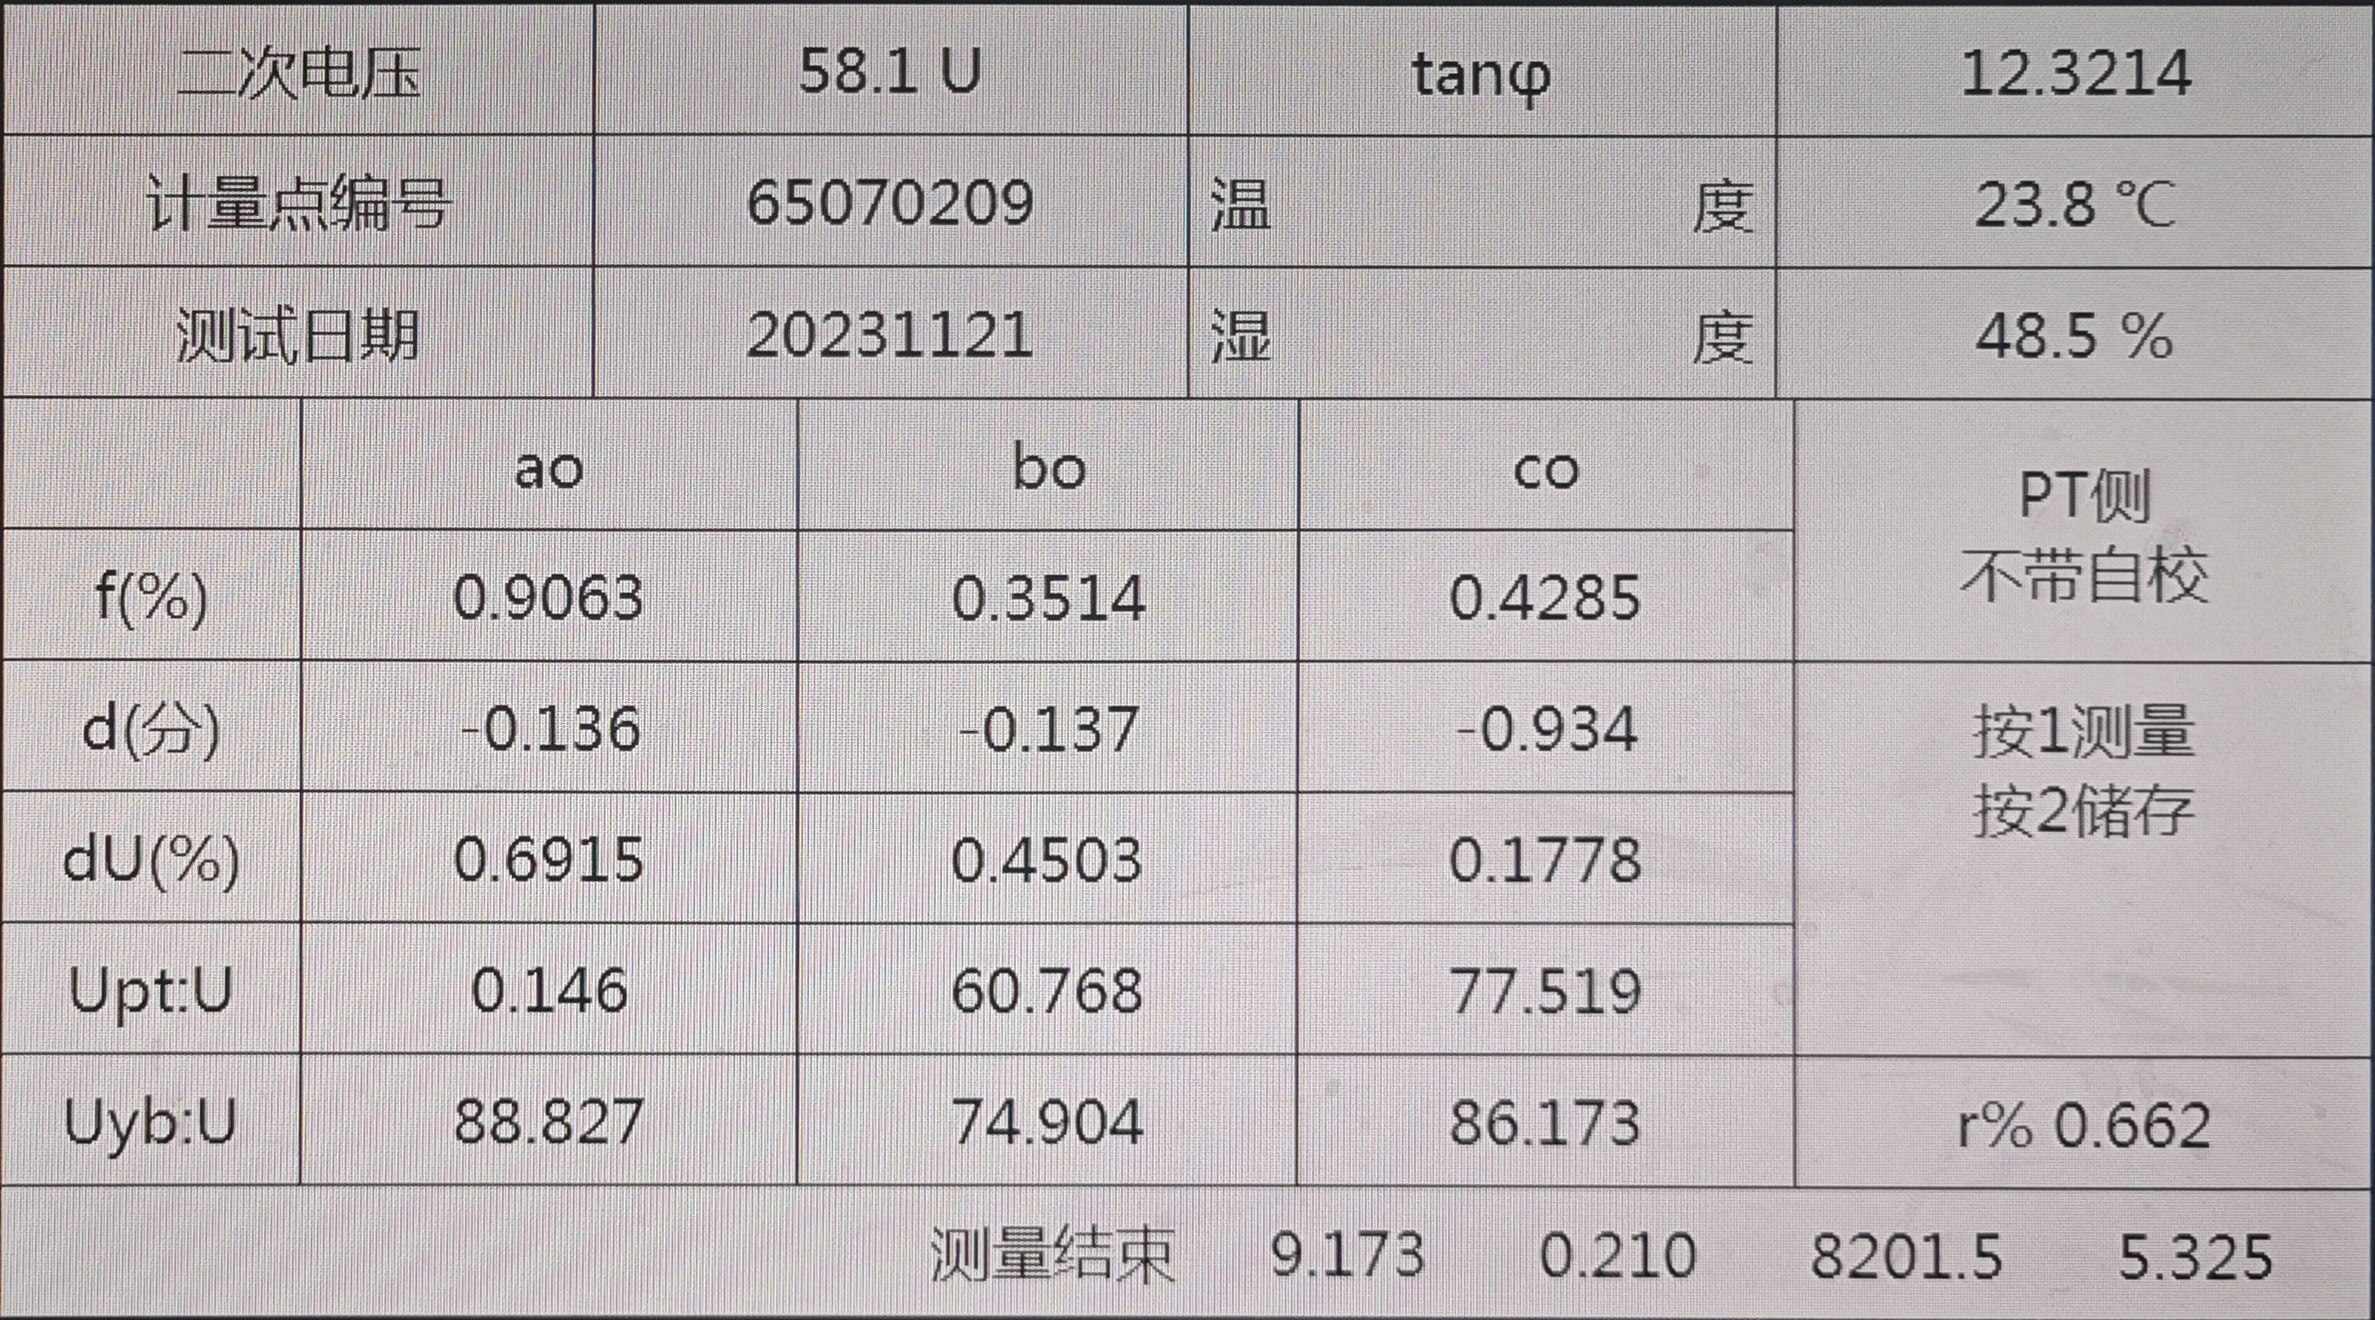 二次电压 58.1 U tanφ 12.3214
计量点编号 65070209 温 度 23.8 ℃
测试日期 20231121 湿 度 48.5 %
ao bo co PT侧
不带自校
f(%) 0.9063 0.3514 0.4285
d(分) -0.136 -0.137 -0.934 按1测量
按2储存
dU(%) 0.6915 0.4503 0.1778
Upt:U 0.146 60.768 77.519
Uyb:U 88.827 74.904 86.173 r% 0.662
测量结束 9.173 0.210 8201.5 5.325